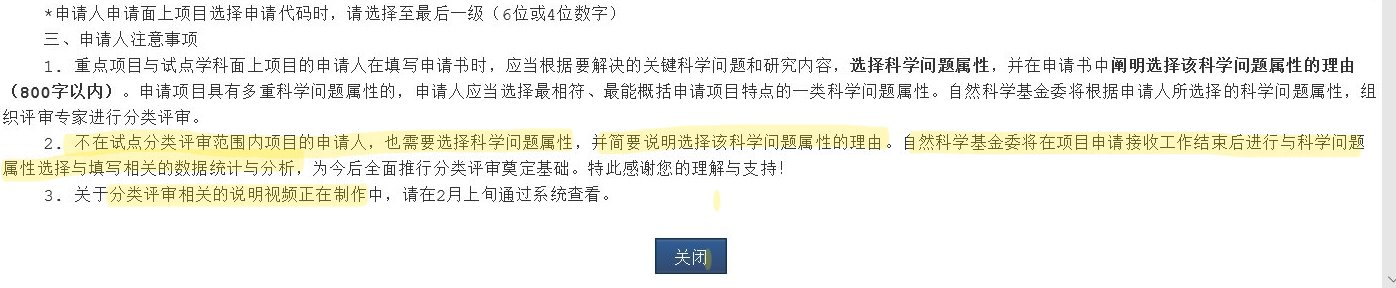 *申请人申请面上项目选择申请代码时，请选择至最后一级（6位或4位数字）
三、申请人注意事项
1. 重点项目与试点学科面上项目的申请人在填写申请书时，应当根据要解决的关键科学问题和研究内容，选择科学问题属性，并在申请书中阐明选择该科学问题属性的理由
（800字以内）。申请项目具有多重科学问题属性的，申请人应当选择最相符、最能概括申请项目特点的一类科学问题属性。自然科学基金委将根据申请人所选择的科学问题属性，组
织评审专家进行分类评审。
2. 不在试点分类评审范围内项目的申请人，也需要选择科学问题属性，并简要说明选择该科学问题属性的理由。自然科学基金委将在项目申请接收工作结束后进行与科学问题
属性选择与填写相关的数据统计与分析，为今后全面推行分类评审奠定基础。特此感谢您的理解与支持！
3. 关于分类评审相关的说明视频正在制作中，请在2月上旬通过系统查看。
关闭